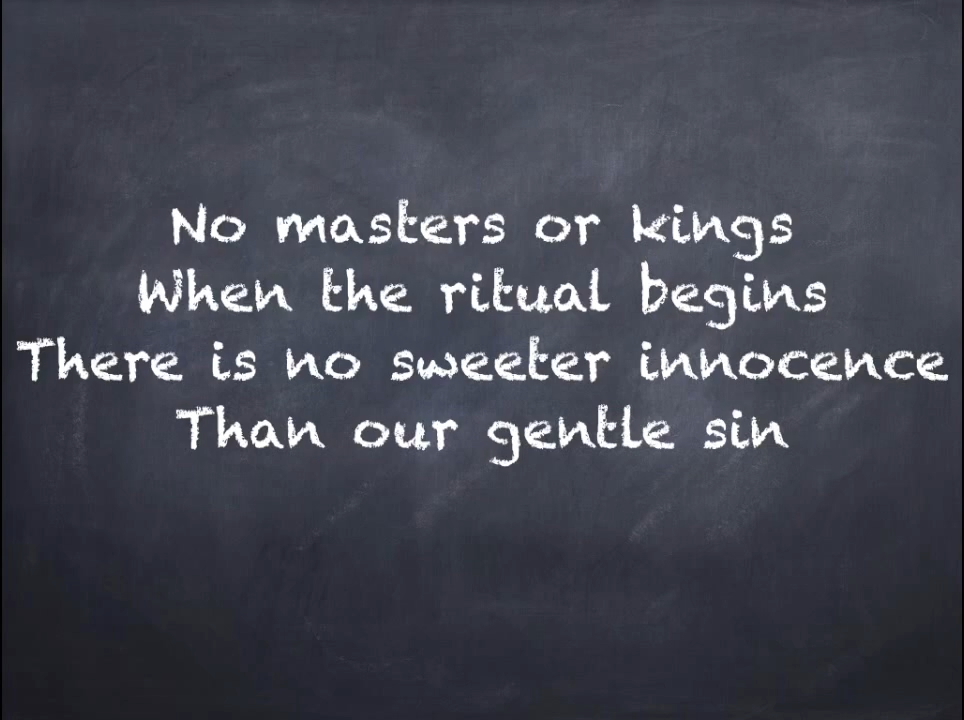 No masters or kings
When the ritual begins
There is no sweeter innocence
Than our gentle sin